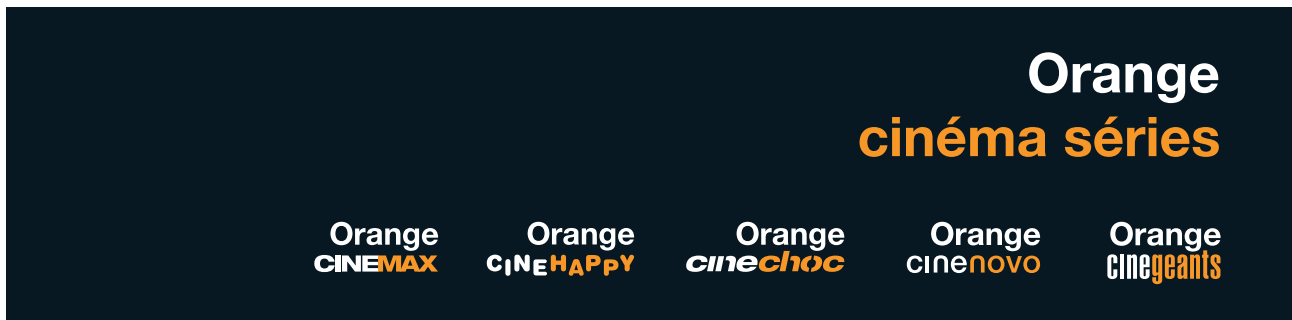 Orange
cinéma séries
Orange
CINEMAX
Orange
CINEHAPPY
Orange
cinechoc
Orange
cinenovo
Orange
cinegeants